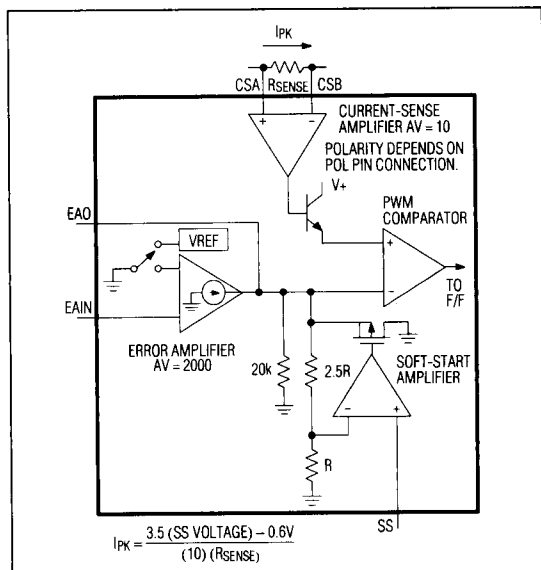 IPK
CSA RSENSE CSB
CURRENT-SENSE
AMPLIFIER AV = 10
POLARITY DEPENDS ON
POL PIN CONNECTION.
V+
PWM
COMPARATOR
EAO
VREF
TO
F/F
EAIN
ERROR AMPLIFIER
AV = 2000
20k
2.5R
SOFT-START
AMPLIFIER
R
SS
IPK = 3.5 (SS VOLTAGE) – 0.6V
(10) (RSENSE)